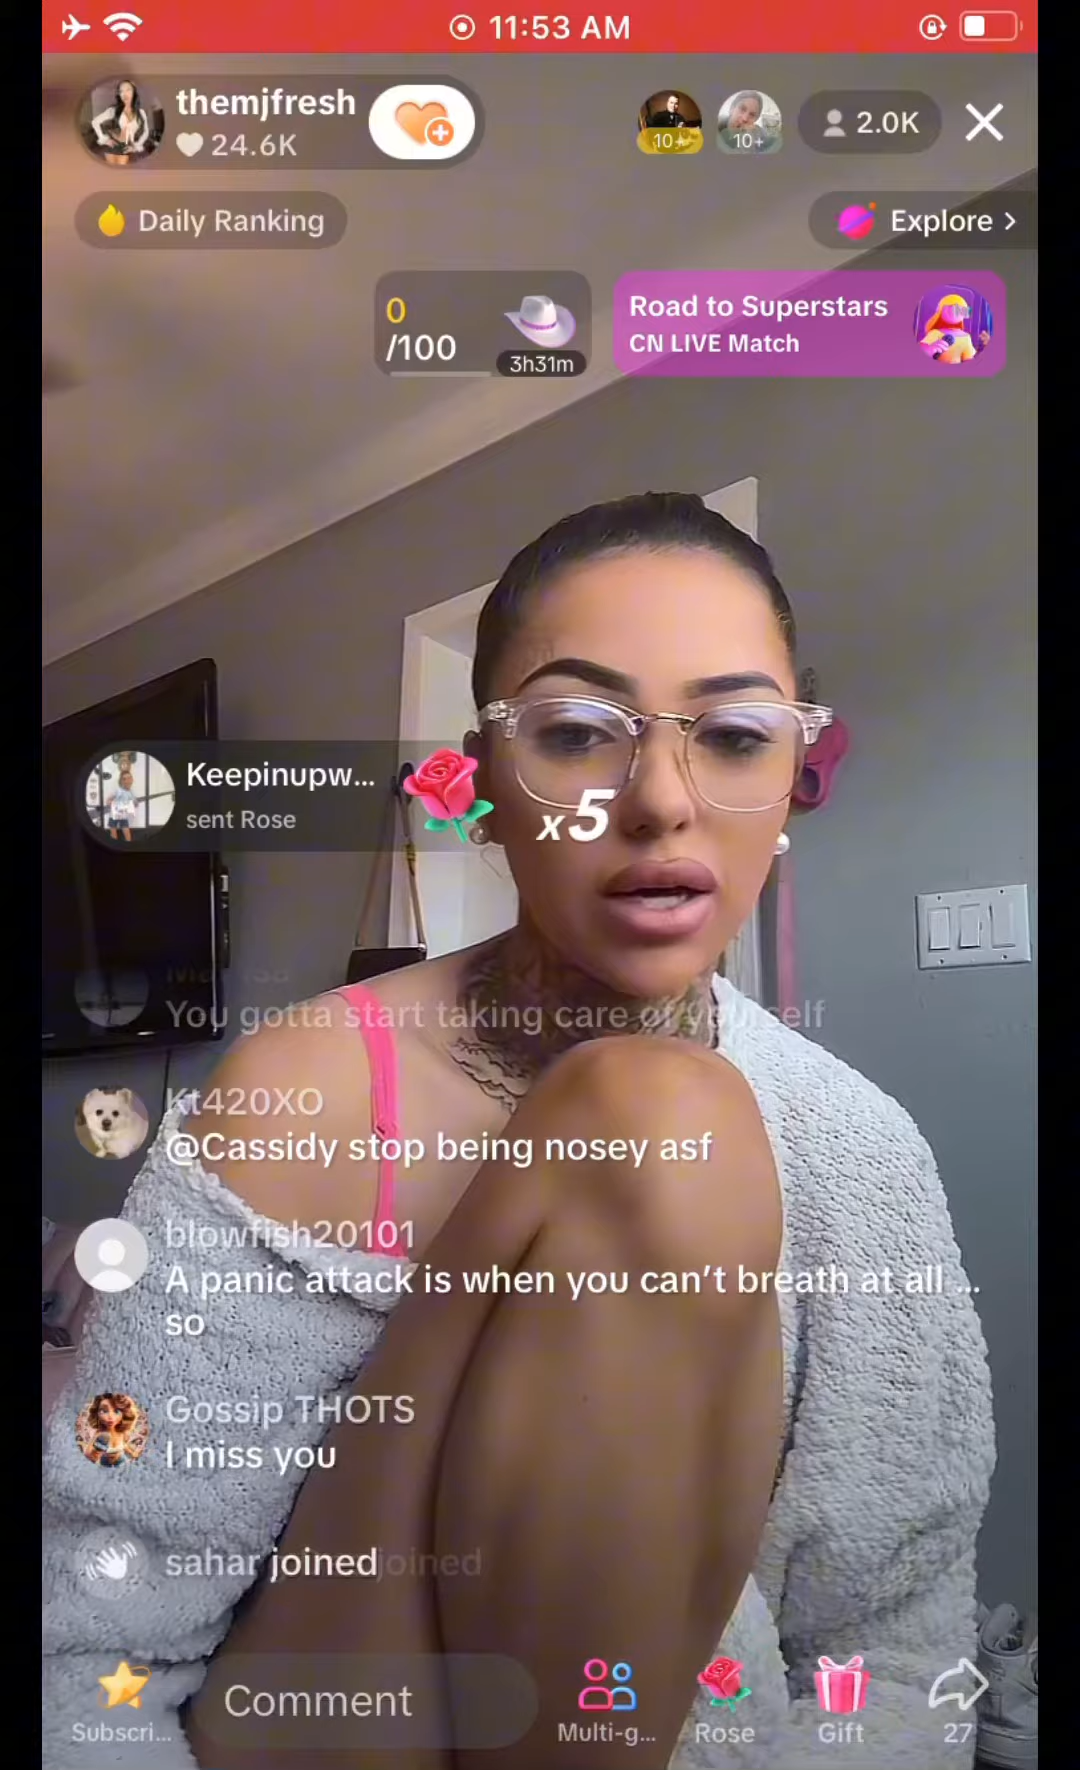 11:53 AM
themjfresh
24.6K
10+
10+
2.0K
Daily Ranking
Explore >
0
/100
3h31m
Road to Superstars
CN LIVE Match
Keepinupw...
sent Rose
x5
You gotta start taking care of yourself
Kt420XO
@Cassidy stop being nosey asf
blowfish20101
A panic attack is when you can’t breath at all ...
so
Gossip THOTS
I miss you
sahar joined joined
Subscri...
Comment
Multi-g...
Rose
Gift
27